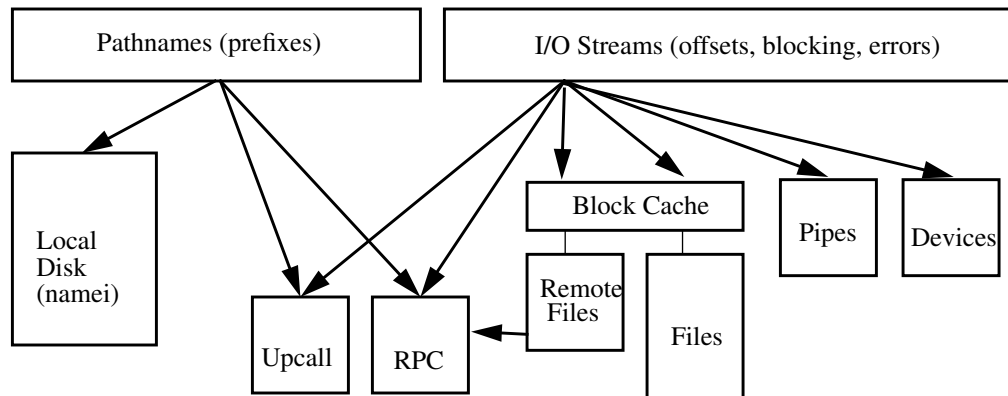 Pathnames (prefixes)
I/O Streams (offsets, blocking, errors)
Block Cache
Local
Disk
(namei)
Pipes
Devices
Remote
Files
Upcall
RPC
Files